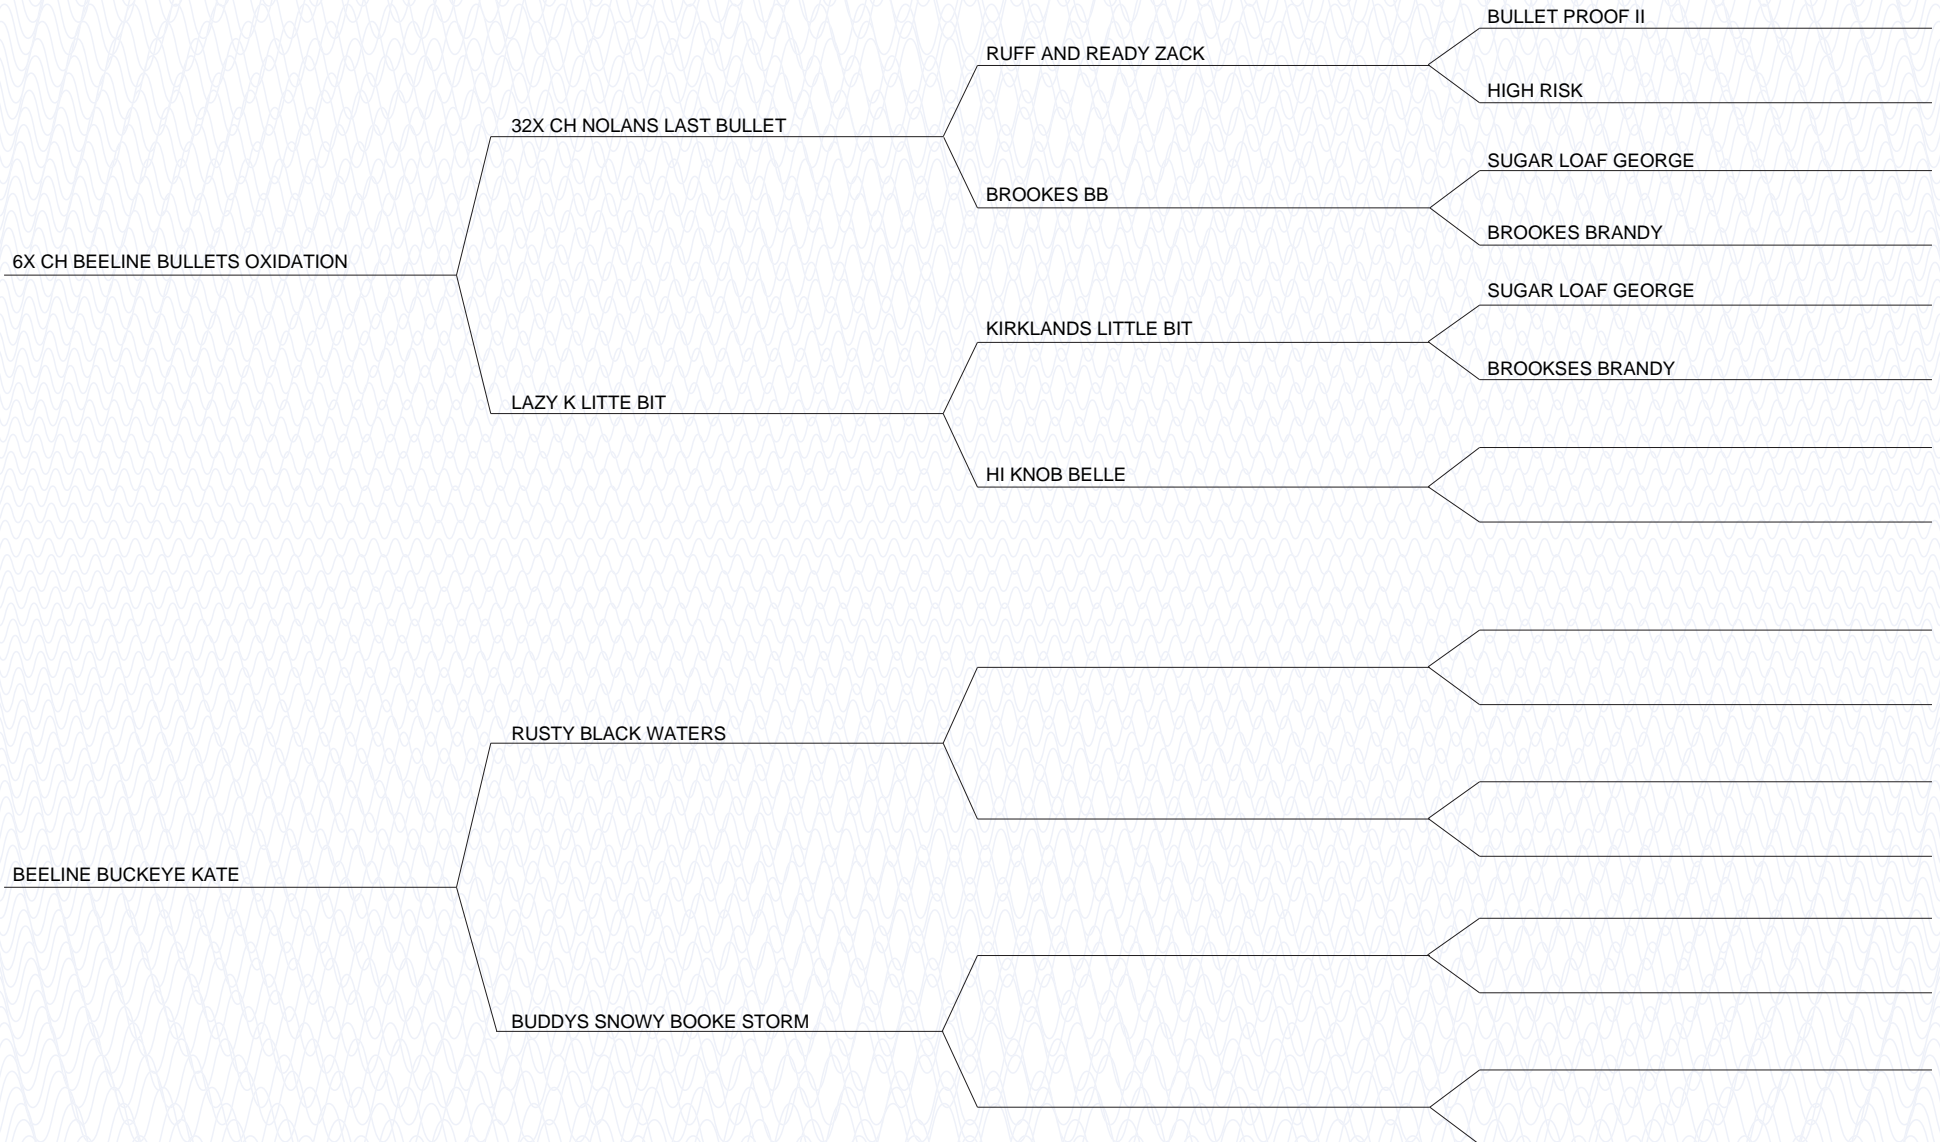 BULLET PROOF II
RUFF AND READY ZACK
HIGH RISK
32X CH NOLANS LAST BULLET
SUGAR LOAF GEORGE
BROOKES BB
BROOKES BRANDY
6X CH BEELINE BULLETS OXIDATION
SUGAR LOAF GEORGE
KIRKLANDS LITTLE BIT
BROOKSES BRANDY
LAZY K LITTE BIT
HI KNOB BELLE
RUSTY BLACK WATERS
BEELINE BUCKEYE KATE
BUDDYS SNOWY BOOKE STORM